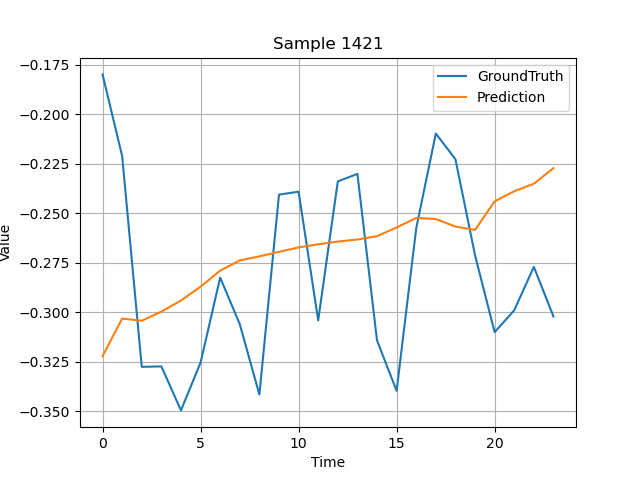 Sample 1421
GroundTruth
Prediction
−0.175
−0.200
−0.225
−0.250
−0.275
−0.300
−0.325
−0.350
Value
0 5 10 15 20
Time